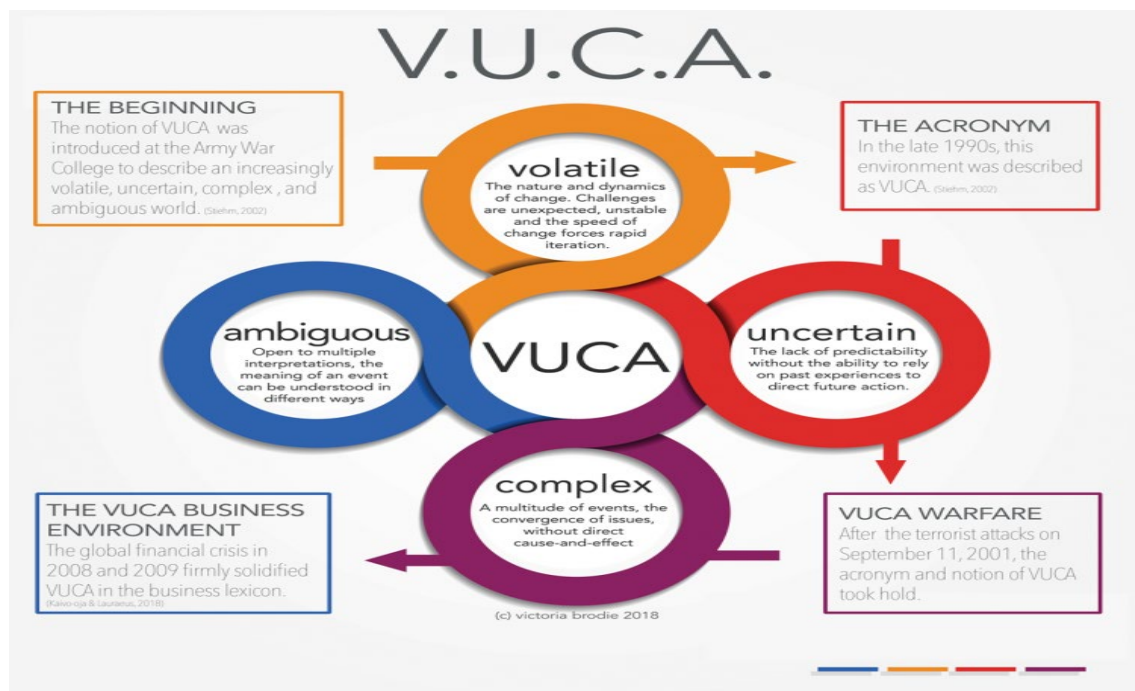 V.U.C.A.
THE BEGINNING
The notion of VUCA was
introduced at the Army War
College to describe an increasingly
volatile, uncertain, complex , and
ambiguous world. (Stiehm, 2002)
volatile
The nature and dynamics
of change. Challenges
are unexpected, unstable
and the speed of
change forces rapid
iteration.
THE ACRONYM
In the late 1990s, this
environment was described
as VUCA. (Stiehm, 2002)
ambiguous
Open to multiple
interpretations, the
meaning of an event
can be understood in
different ways
VUCA
uncertain
The lack of predictability
without the ability to rely
on past experiences to
direct future action.
THE VUCA BUSINESS
ENVIRONMENT
The global financial crisis in
2008 and 2009 firmly solidified
VUCA in the business lexicon.
(Kaivo-oja & Lauraeus, 2018)
complex
A multitude of events, the
convergence of issues,
without direct
cause-and-effect
VUCA WARFARE
After the terrorist attacks on
September 11, 2001, the
acronym and notion of VUCA
took hold.
(c) victoria brodie 2018